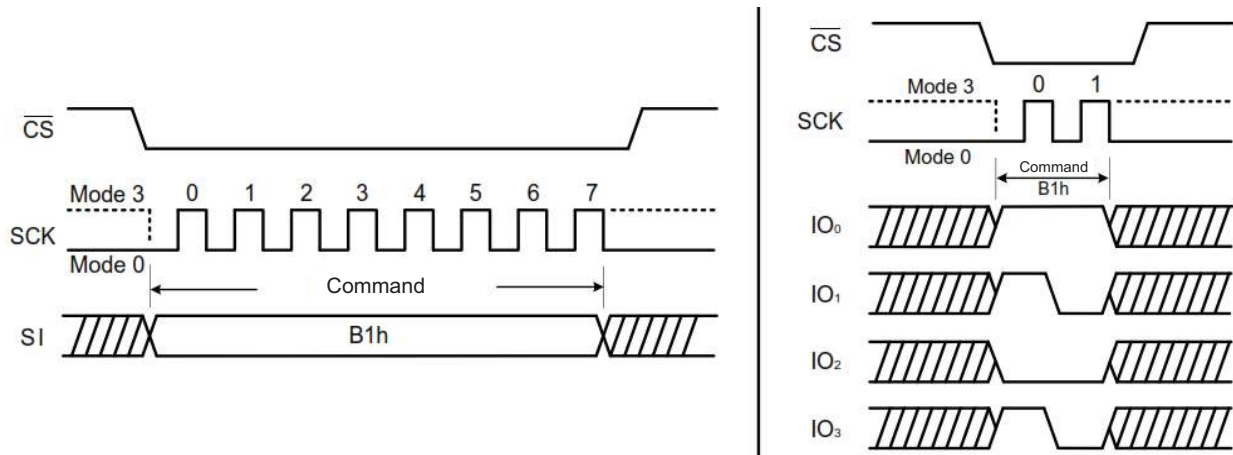 CS
Mode 3 0 1 2 3 4 5 6 7
SCK
Mode 0
Command
SI B1h
CS
Mode 3 0 1
SCK
Mode 0 Command
B1h
IO₀
IO₁
IO₂
IO₃